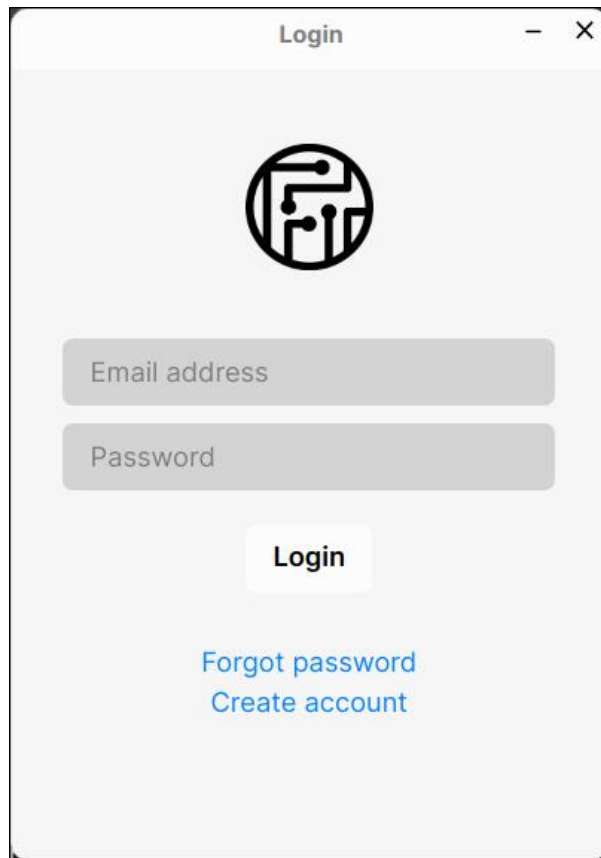 Login
Email address
Password
Login
Forgot password
Create account